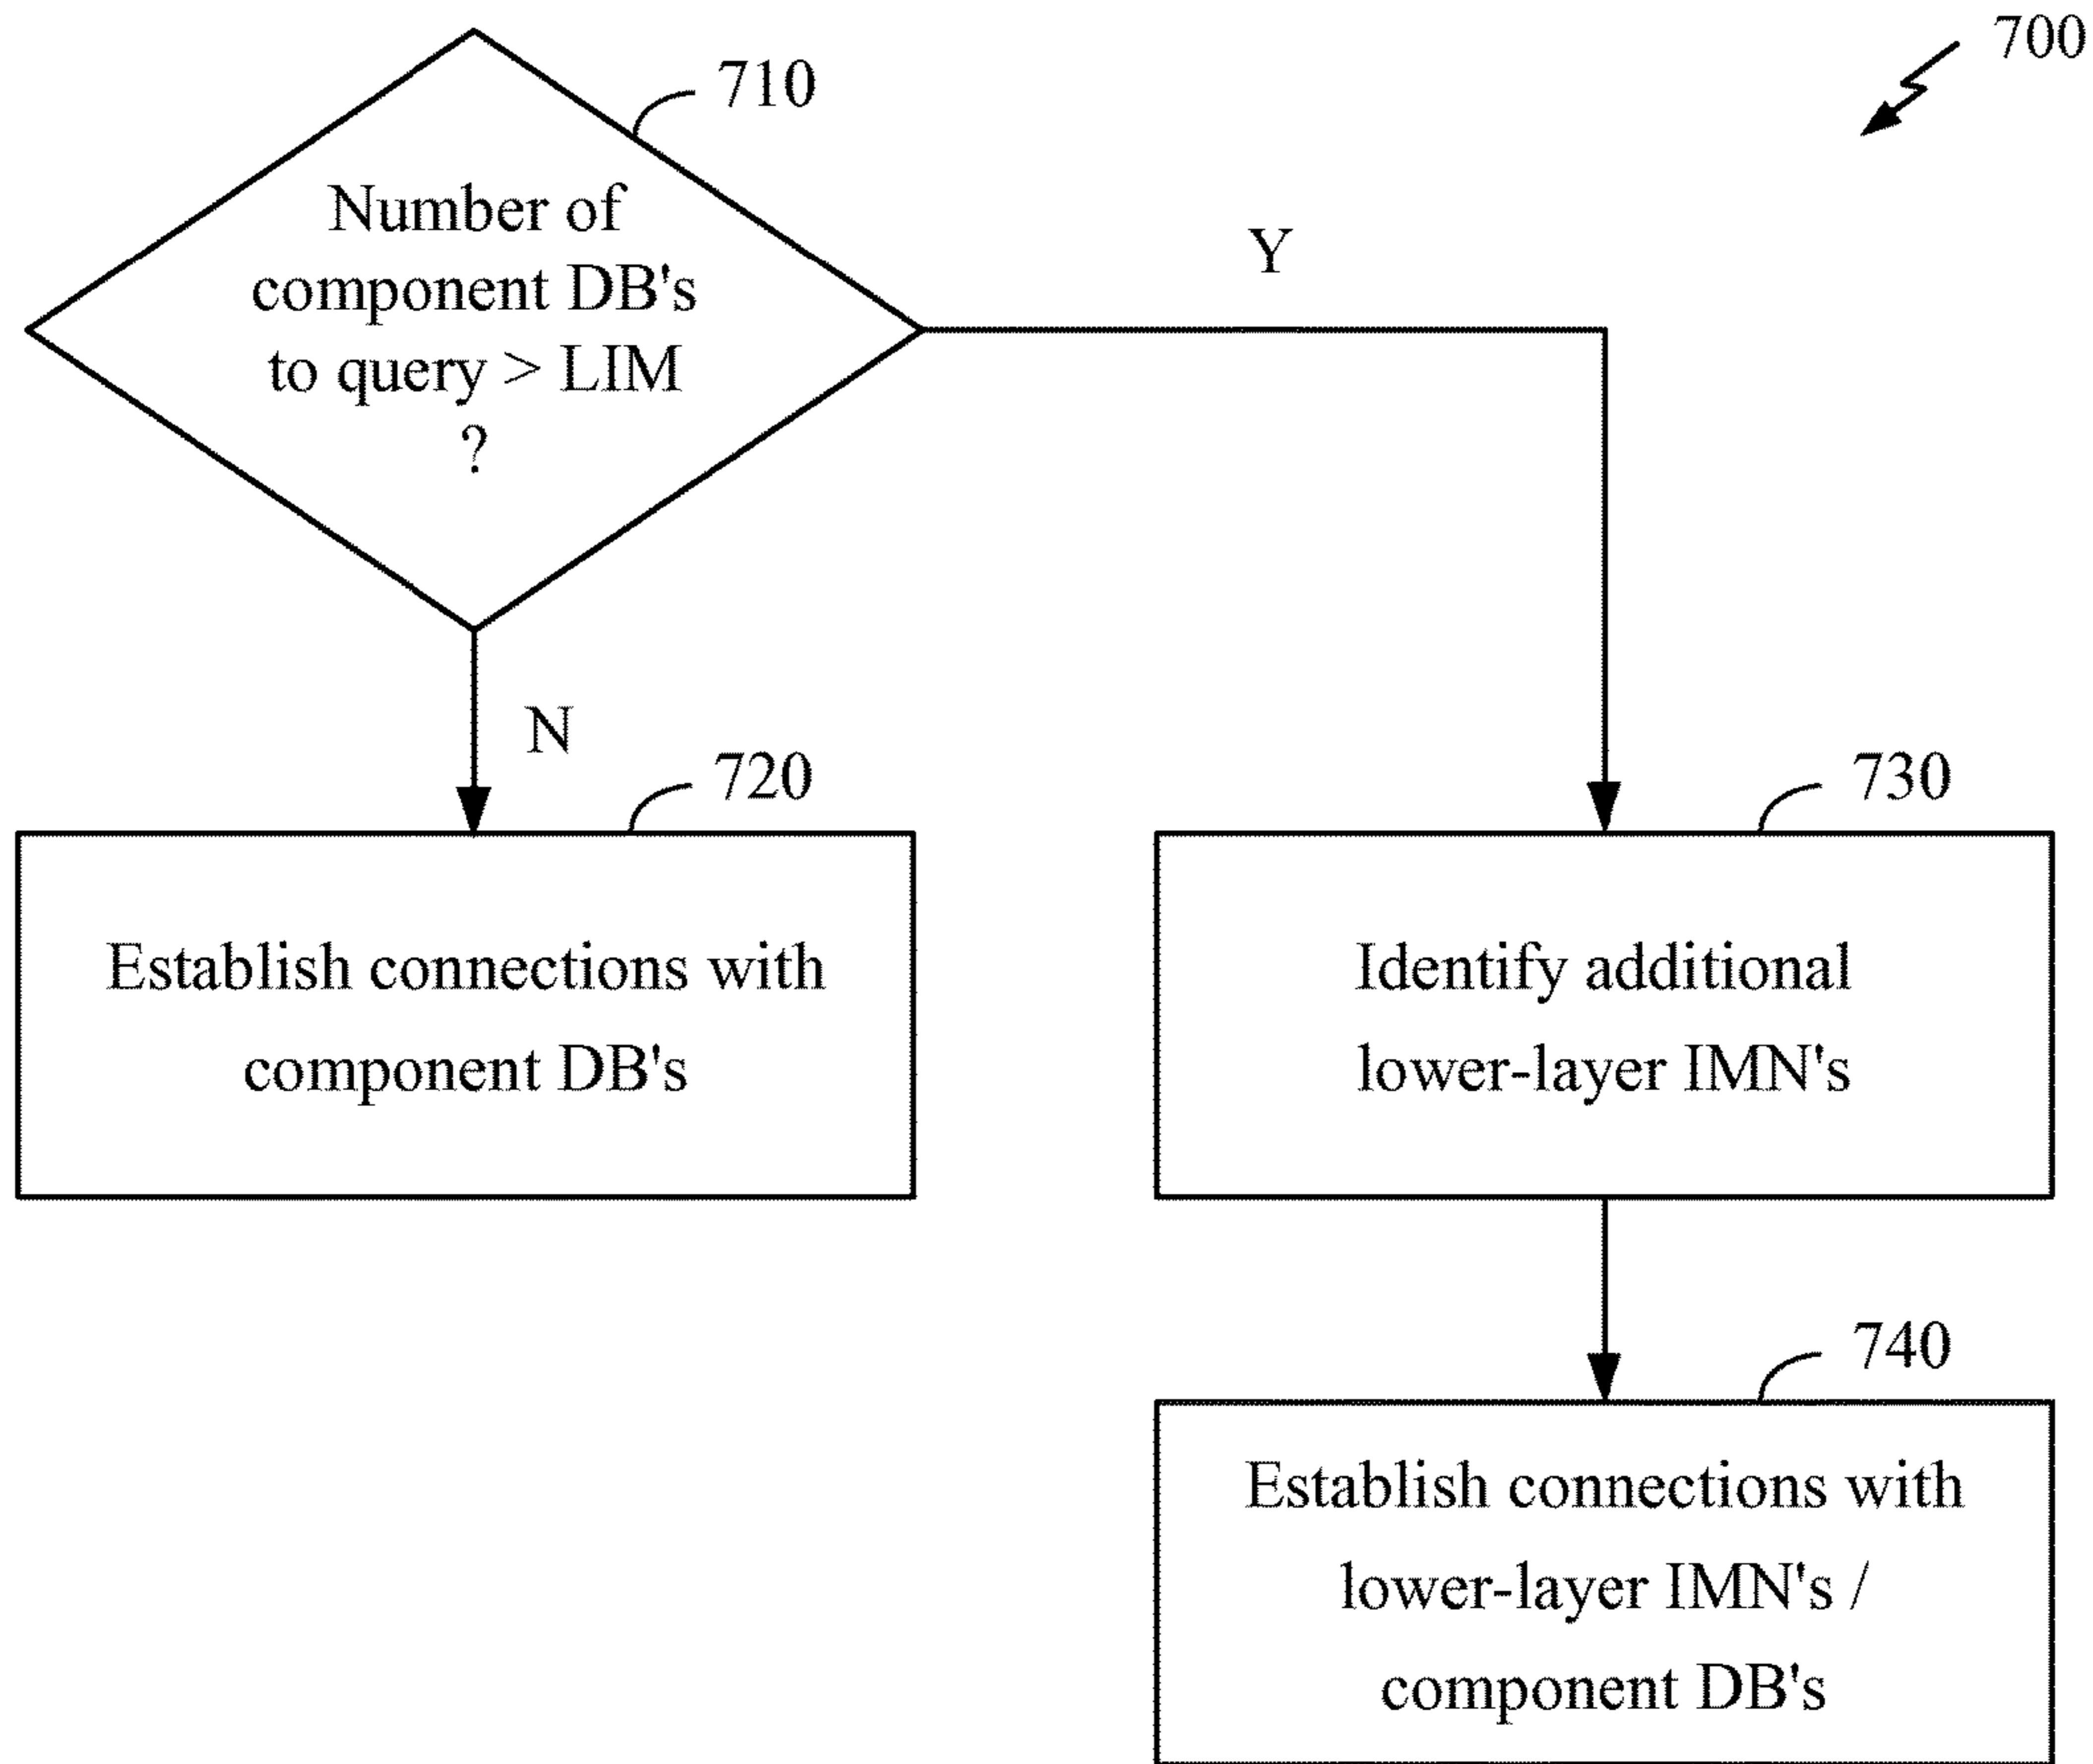 700
710
Number of
component DB's
to query > LIM
?
Y
N
720
Establish connections with
component DB's
730
Identify additional
lower-layer IMN's
740
Establish connections with
lower-layer IMN's /
component DB's